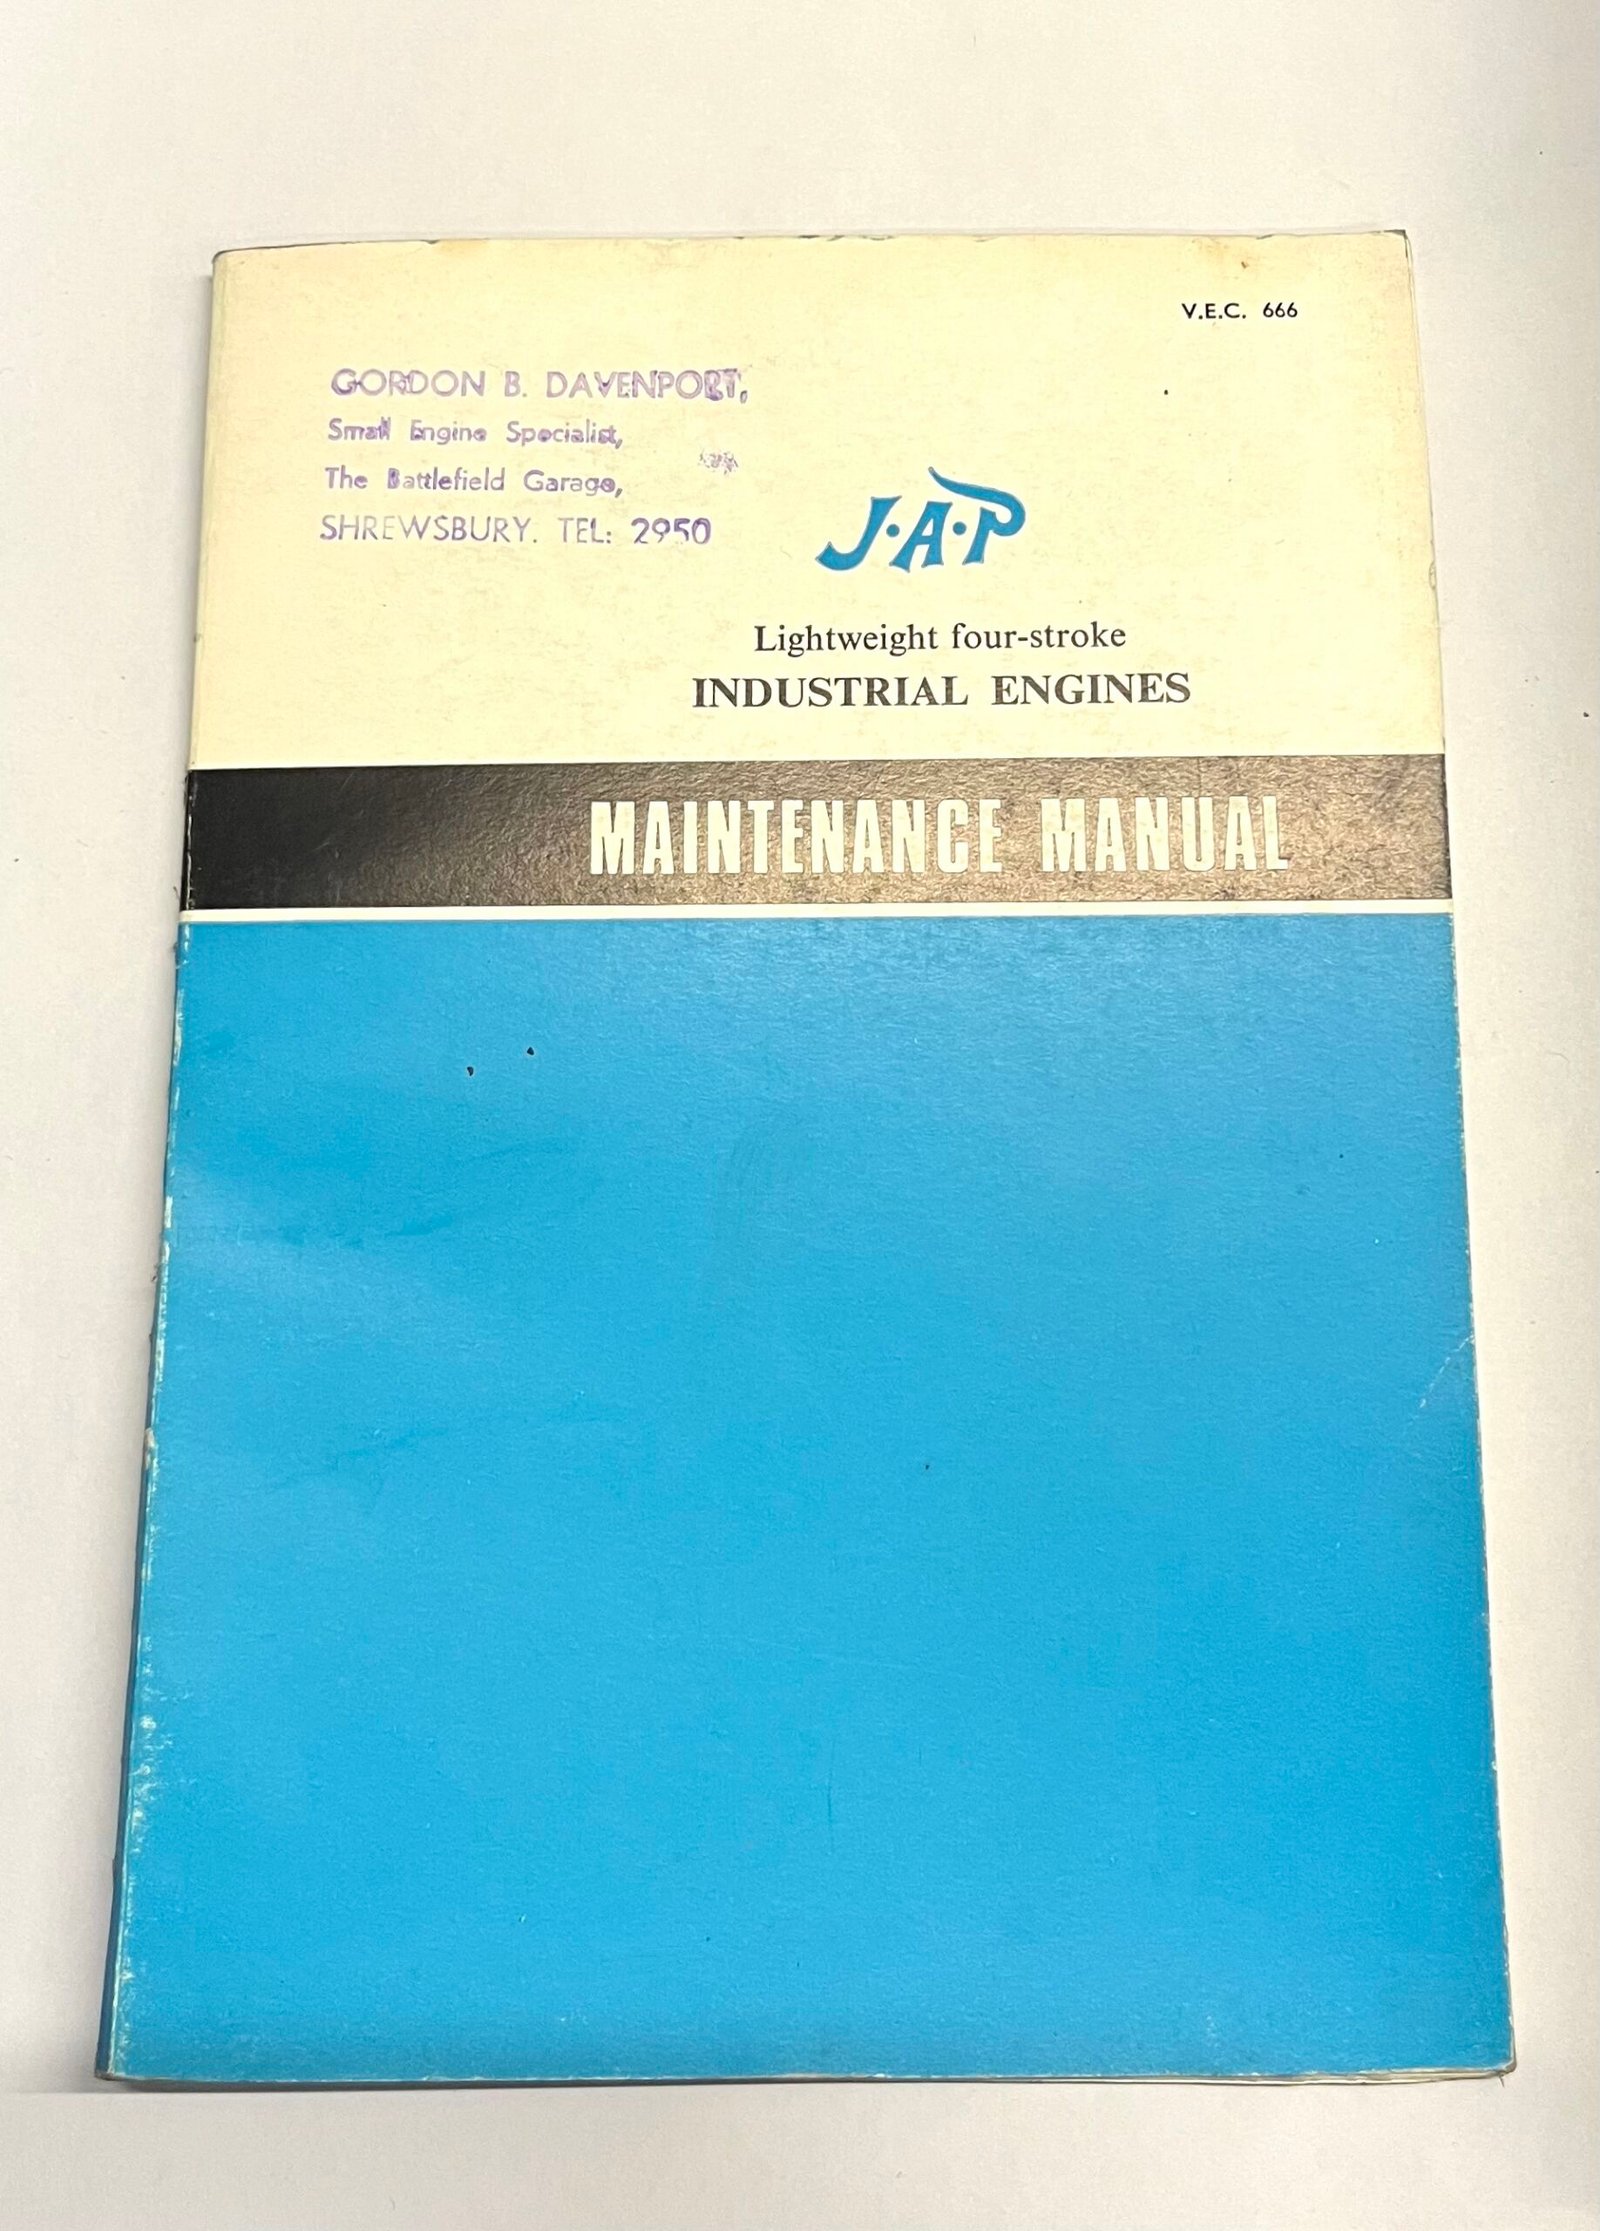 V.E.C. 666
GORDON B. DAVENPORT,
Small Engine Specialist,
The Battlefield Garage,
SHREWSBURY. TEL: 2950
J·A·P
Lightweight four-stroke
INDUSTRIAL ENGINES
MAINTENANCE MANUAL